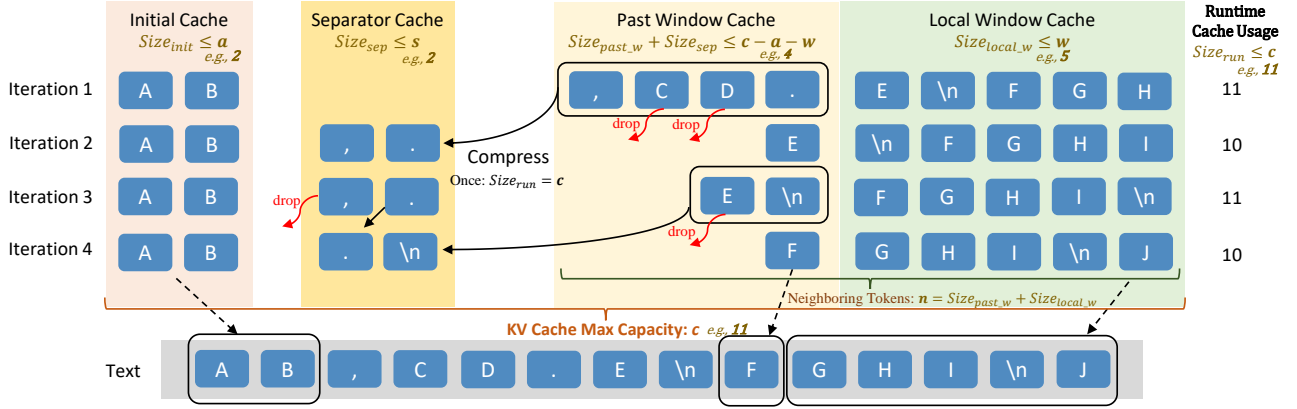 Initial Cache Separator Cache Past Window Cache Local Window Cache Runtime
Cache Usage
Size_init ≤ a Size_sep ≤ s Size_past_w + Size_sep ≤ c − a − w Size_local_w ≤ w Size_run ≤ c
e.g., 2 e.g., 2 e.g., 4 e.g., 5 e.g., 11
Iteration 1 A B , C D . E \n F G H 11
drop drop
Iteration 2 A B , . E \n F G H I 10
Compress
Once: Size_run = c
Iteration 3 A B , . E \n F G H I \n 11
drop
drop
Iteration 4 A B . \n F G H I \n J 10
Neighboring Tokens: n = Size_past_w + Size_local_w
KV Cache Max Capacity: c e.g., 11
Text A B , C D . E \n F G H I \n J